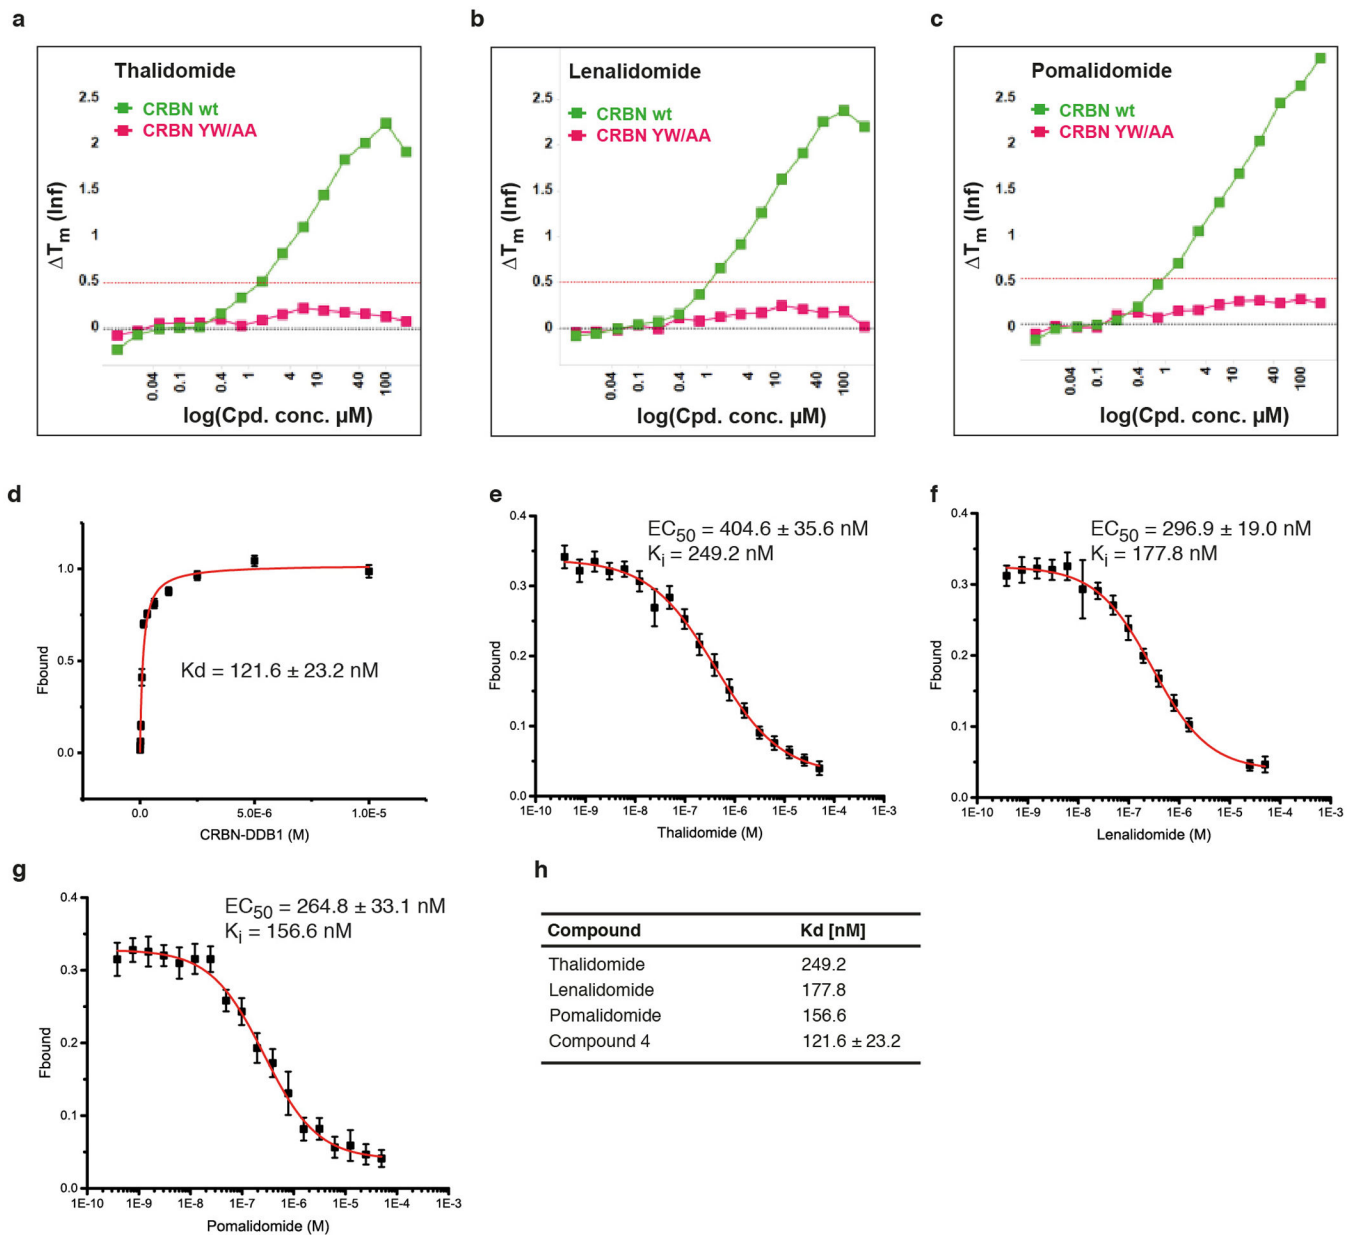 a
Thalidomide
CRBN wt
CRBN YW/AA
2.5
2
1.5
1
0.5
0
ΔTm (Inf)
0.04 0.1 0.4 1 4 10 40 100
log(Cpd. conc. µM)
b
Lenalidomide
CRBN wt
CRBN YW/AA
2.5
2
1.5
1
0.5
0
ΔTm (Inf)
0.04 0.1 0.4 1 4 10 40 100
log(Cpd. conc. µM)
c
Pomalidomide
CRBN wt
CRBN YW/AA
2.5
2
1.5
1
0.5
0
ΔTm (Inf)
0.04 0.1 0.4 1 4 10 40 100
log(Cpd. conc. µM)
d
1.0
0.5
0.0
Fbound
Kd = 121.6 ± 23.2 nM
0.0 5.0E-6 1.0E-5
CRBN-DDB1 (M)
e
EC50 = 404.6 ± 35.6 nM
Ki = 249.2 nM
0.4
0.3
0.2
0.1
0.0
Fbound
1E-10 1E-9 1E-8 1E-7 1E-6 1E-5 1E-4 1E-3
Thalidomide (M)
f
EC50 = 296.9 ± 19.0 nM
Ki = 177.8 nM
0.4
0.3
0.2
0.1
0.0
Fbound
1E-10 1E-9 1E-8 1E-7 1E-6 1E-5 1E-4 1E-3
Lenalidomide (M)
g
EC50 = 264.8 ± 33.1 nM
Ki = 156.6 nM
0.4
0.3
0.2
0.1
0.0
Fbound
1E-10 1E-9 1E-8 1E-7 1E-6 1E-5 1E-4 1E-3
Pomalidomide (M)
h
Compound Kd [nM]
Thalidomide 249.2
Lenalidomide 177.8
Pomalidomide 156.6
Compound 4 121.6 ± 23.2